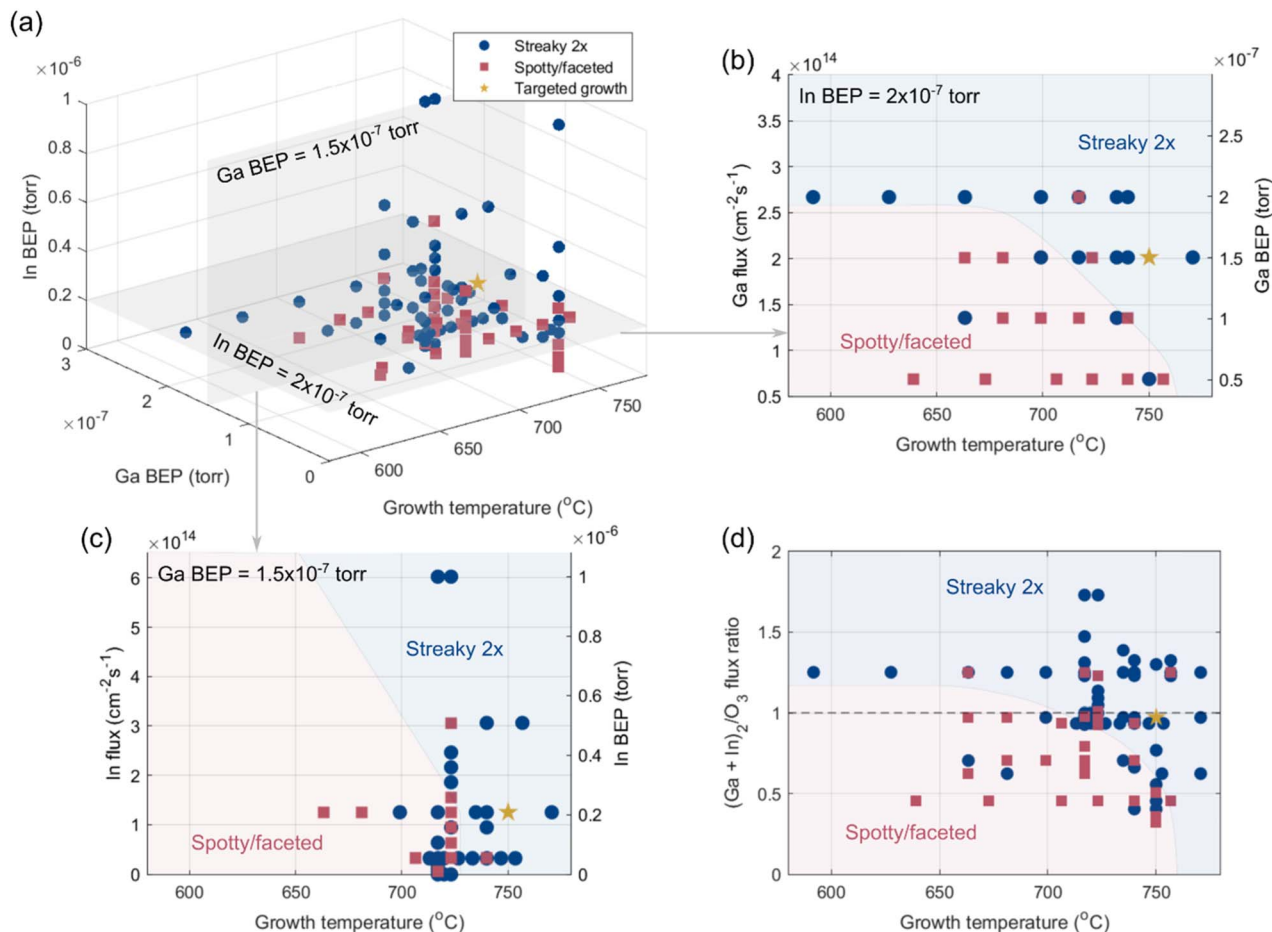 (a)
×10⁻⁶
1
0.8
0.6
0.4
0.2
0
In BEP (torr)
3
2
1
0
×10⁻⁷
Ga BEP (torr)
600
650
700
750
Growth temperature (°C)
Ga BEP = 1.5x10⁻⁷ torr
In BEP = 2x10⁻⁷ torr
Streaky 2x
Spotty/faceted
Targeted growth
(b)
×10¹⁴
×10⁻⁷
In BEP = 2x10⁻⁷ torr
Streaky 2x
Spotty/faceted
4
3.5
3
2.5
2
1.5
1
0.5
Ga flux (cm⁻²s⁻¹)
2.5
2
1.5
1
0.5
Ga BEP (torr)
600
650
700
750
Growth temperature (°C)
(c)
×10¹⁴
×10⁻⁶
Ga BEP = 1.5x10⁻⁷ torr
Streaky 2x
Spotty/faceted
6
5
4
3
2
1
0
In flux (cm⁻²s⁻¹)
1
0.8
0.6
0.4
0.2
0
In BEP (torr)
600
650
700
750
Growth temperature (°C)
(d)
Streaky 2x
Spotty/faceted
2
1.5
1
0.5
0
(Ga + In)₂/O₃ flux ratio
600
650
700
750
Growth temperature (°C)